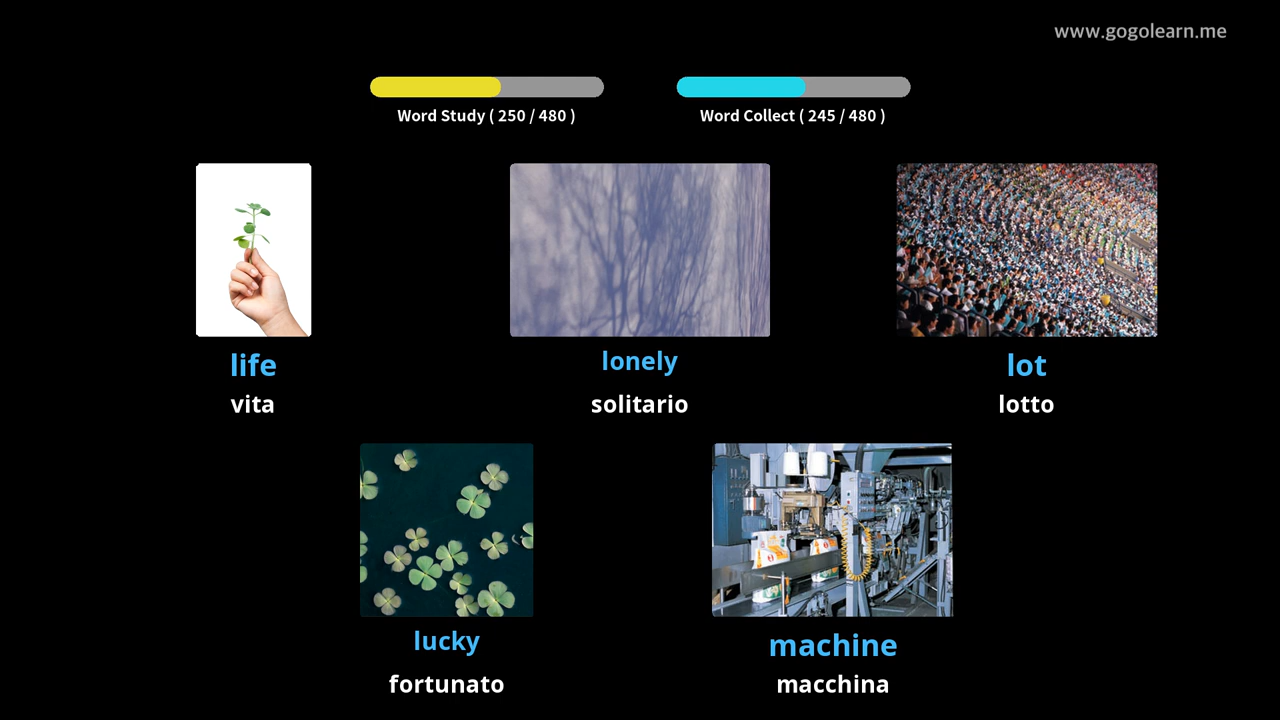 www.gogolearn.me
Word Study ( 250 / 480 )
Word Collect ( 245 / 480 )
life
vita
lonely
solitario
lot
lotto
lucky
fortunato
machine
macchina